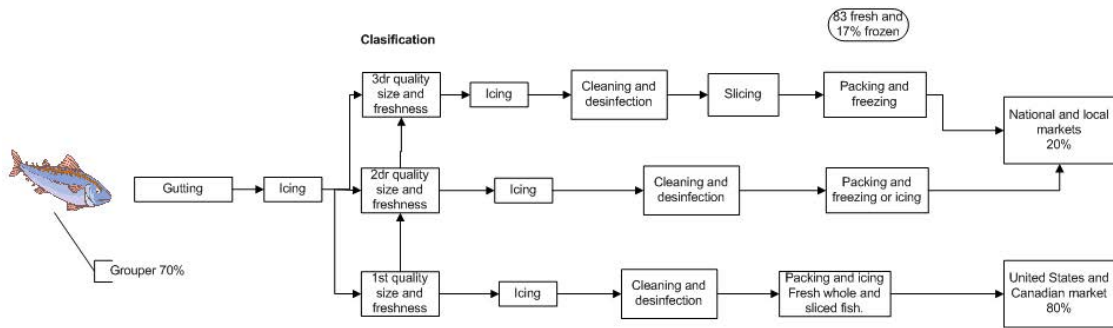 83 fresh and
17% frozen
Clasification
3dr quality
size and
freshness
Icing
Cleaning and
desinfection
Slicing
Packing and
freezing
National and local
markets
20%
Gutting
Icing
2dr quality
size and
freshness
Icing
Cleaning and
desinfection
Packing and
freezing or icing
Grouper 70%
1st quality
size and
freshness
Icing
Cleaning and
desinfection
Packing and icing
Fresh whole and
sliced fish.
United States and
Canadian market
80%